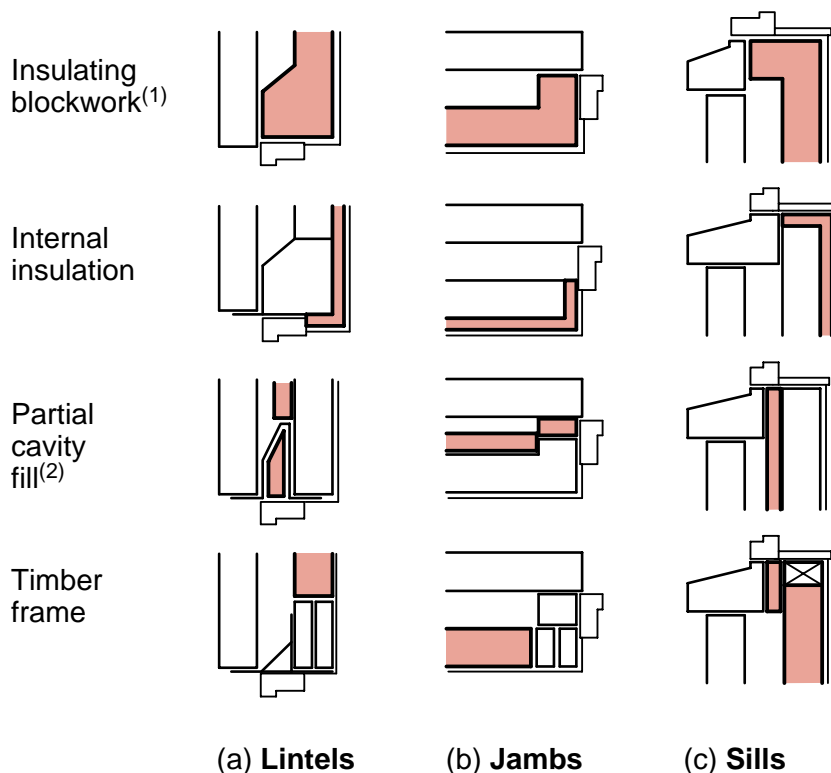 Insulating
blockwork(1)
Internal
insulation
Partial
cavity
fill(2)
Timber
frame
(a) Lintels
(b) Jambs
(c) Sills